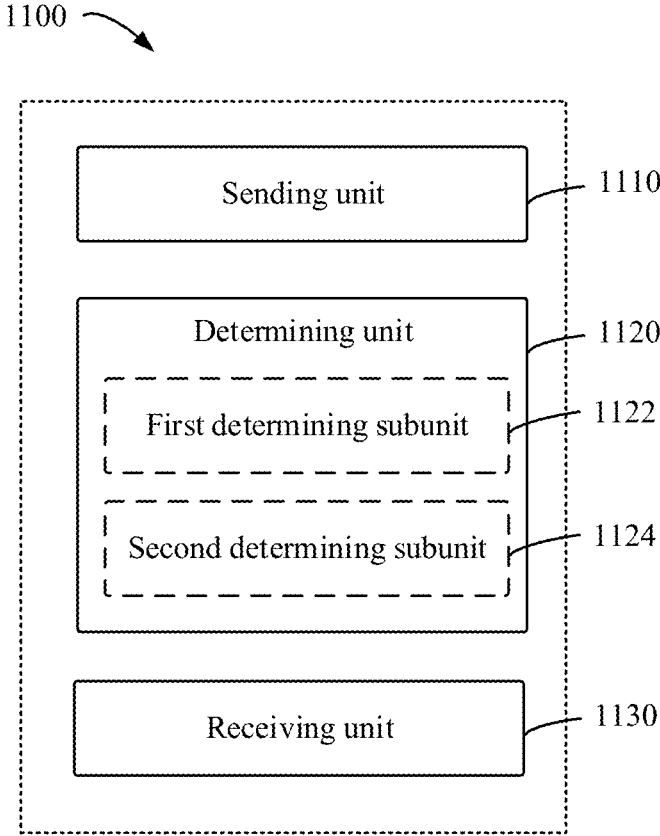 1100
Sending unit
1110
Determining unit
1120
First determining subunit
1122
Second determining subunit
1124
Receiving unit
1130